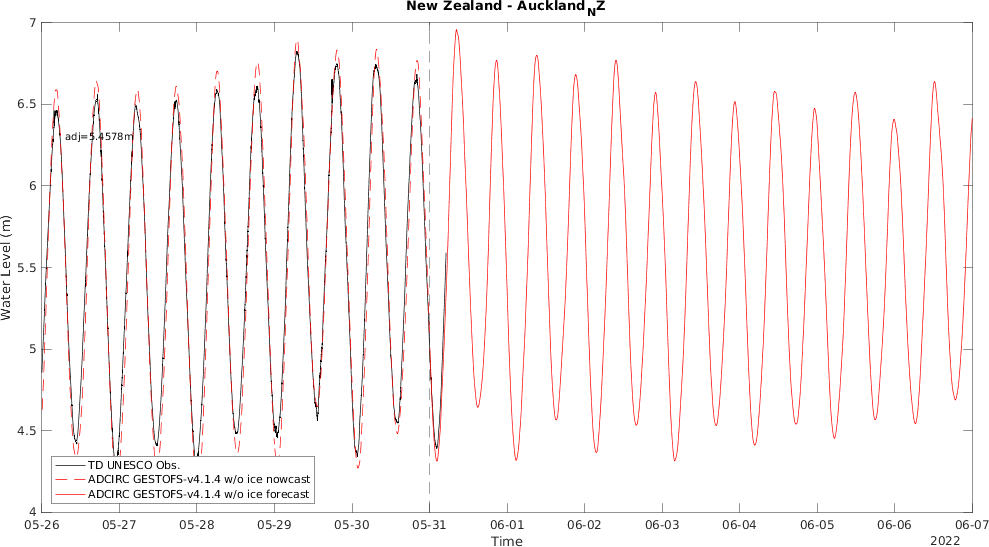 New Zealand - Auckland_NZ
Water Level (m)
7
6.5
6
5.5
5
4.5
4
adj=5.4578m
TD UNESCO Obs.
ADCIRC GESTOFS-v4.1.4 w/o ice nowcast
ADCIRC GESTOFS-v4.1.4 w/o ice forecast
05-26 05-27 05-28 05-29 05-30 05-31 06-01 06-02 06-03 06-04 06-05 06-06 06-07
Time
2022